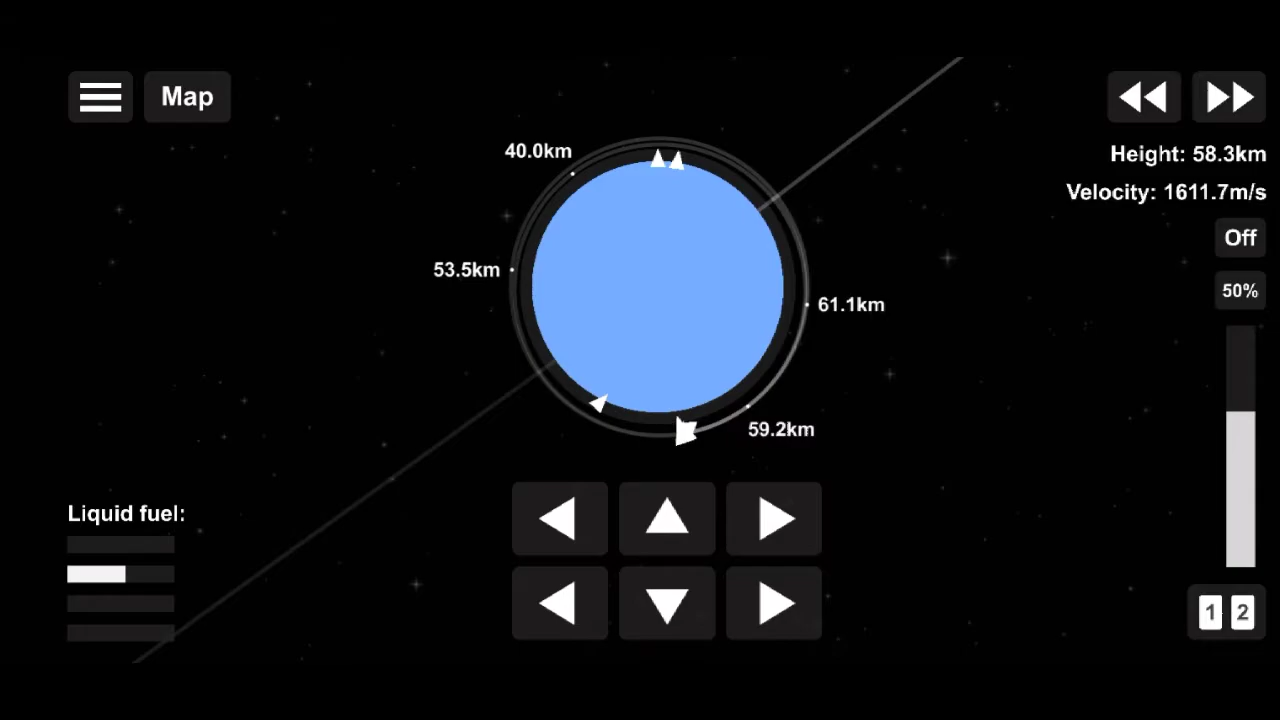 Map
Height: 58.3km
Velocity: 1611.7m/s
Off
50%
40.0km
53.5km
61.1km
59.2km
Liquid fuel:
1 2